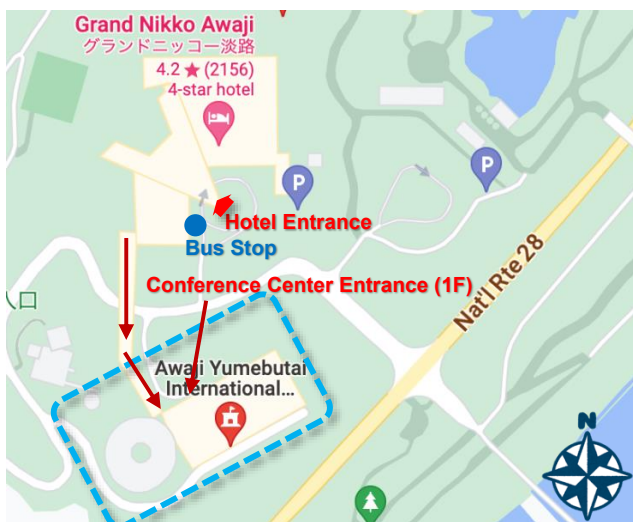 Grand Nikko Awaji
グランドニッコー淡路
4.2 ★ (2156)
4-star hotel
P
P
Hotel Entrance
Bus Stop
Nat'l Rte 28
Conference Center Entrance (1F)
入口
Awaji Yumebutai
International...
N